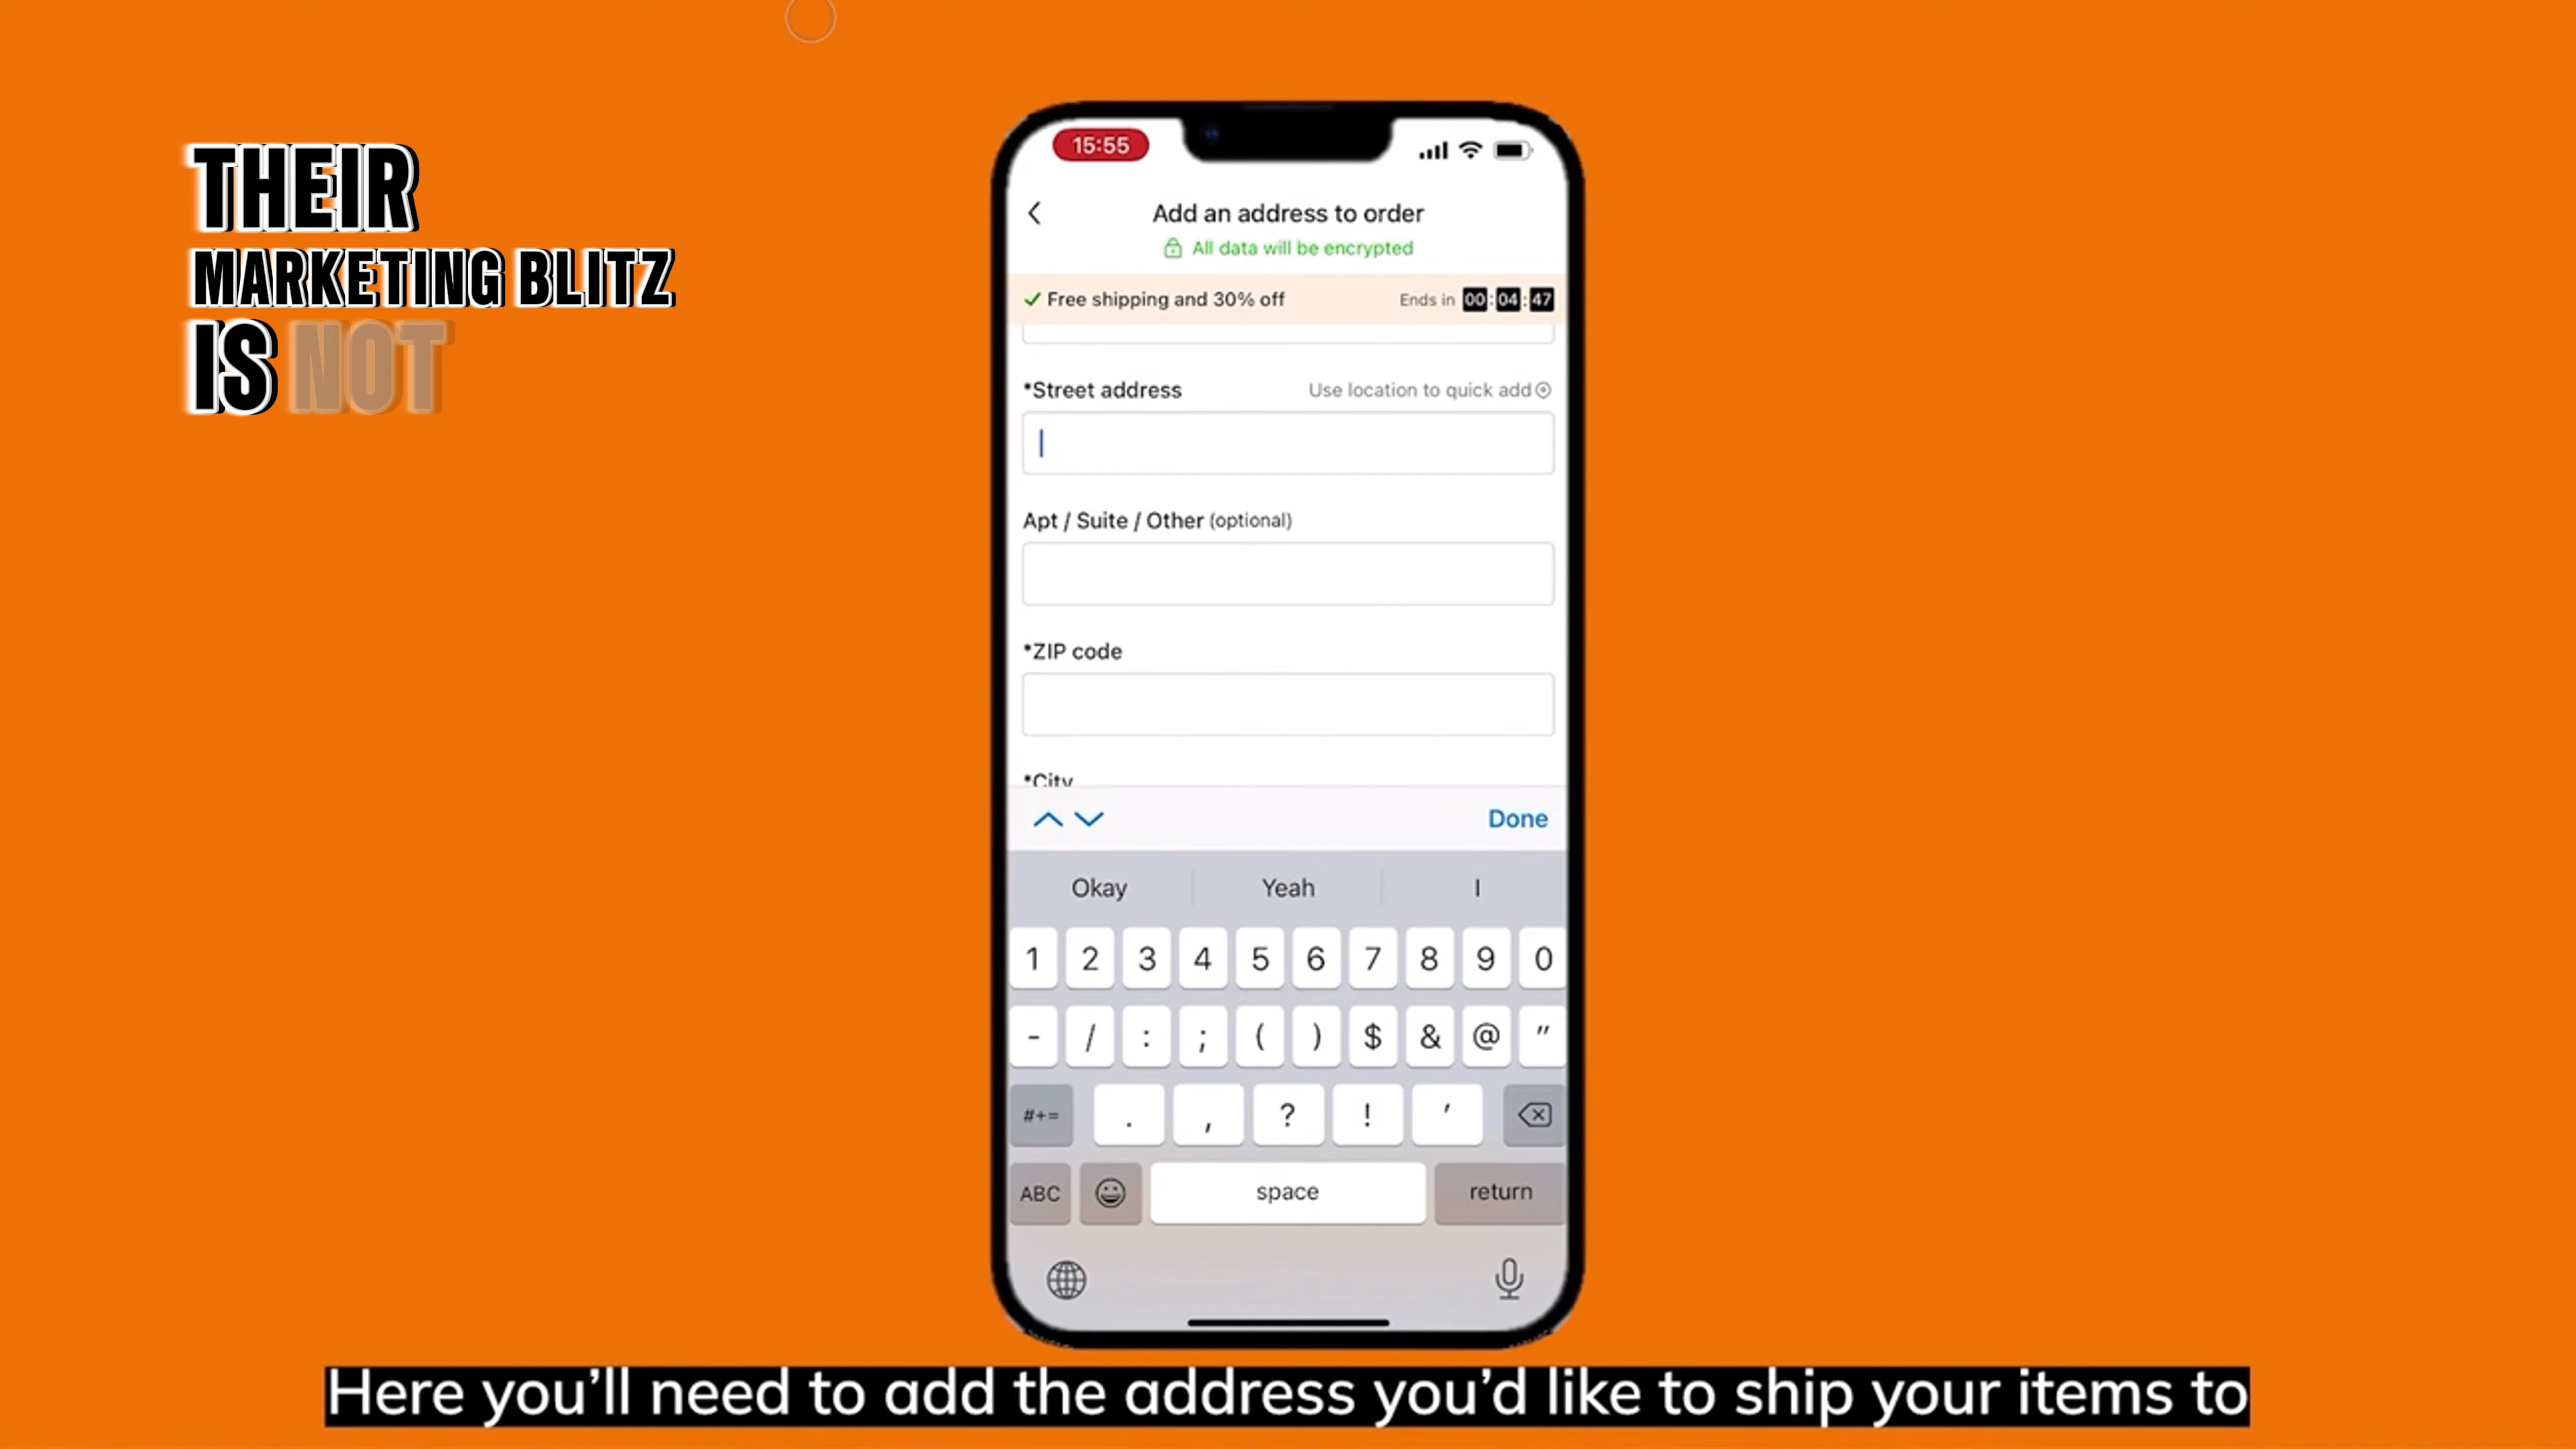 THEIR
MARKETING BLITZ
IS NOT
15:55
Add an address to order
All data will be encrypted
Free shipping and 30% off Ends in 00:04:47
*Street address Use location to quick add
Apt / Suite / Other (optional)
*ZIP code
*City
Done
Okay Yeah I
1 2 3 4 5 6 7 8 9 0
- / : ; ( ) $ & @ "
#+= . , ? ! '
ABC space return
Here you'll need to add the address you'd like to ship your items to